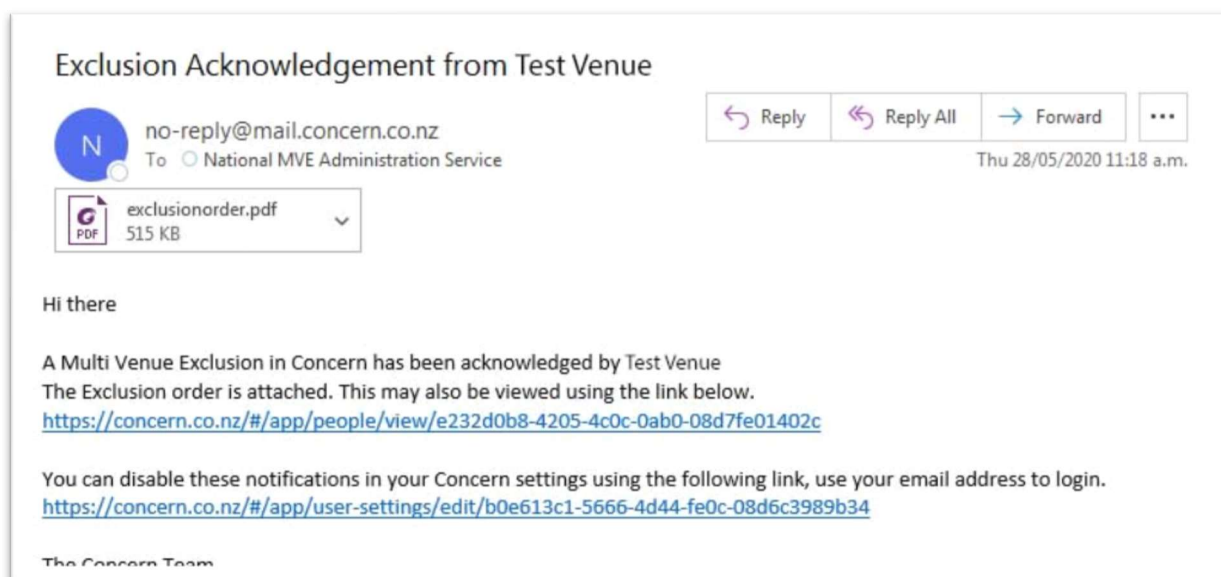 Exclusion Acknowledgement from Test Venue
N
no-reply@mail.concern.co.nz
To National MVE Administration Service
Reply
Reply All
Forward
...
Thu 28/05/2020 11:18 a.m.
PDF
exclusionorder.pdf
515 KB
Hi there
A Multi Venue Exclusion in Concern has been acknowledged by Test Venue
The Exclusion order is attached. This may also be viewed using the link below.
https://concern.co.nz/#/app/people/view/e232d0b8-4205-4c0c-0ab0-08d7fe01402c
You can disable these notifications in your Concern settings using the following link, use your email address to login.
https://concern.co.nz/#/app/user-settings/edit/b0e613c1-5666-4d44-fe0c-08d6c3989b34
The Concern Team